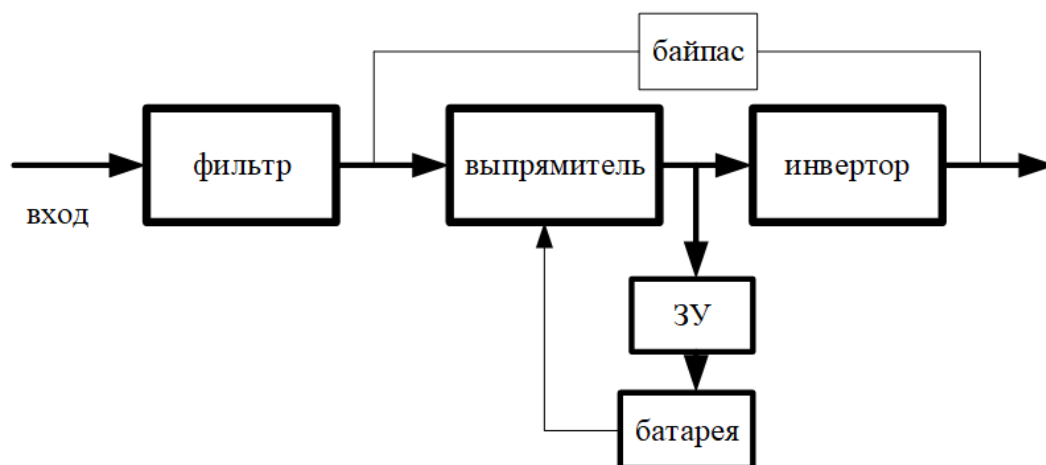 байпас
фильтр
выпрямитель
инвертор
вход
ЗУ
батарея